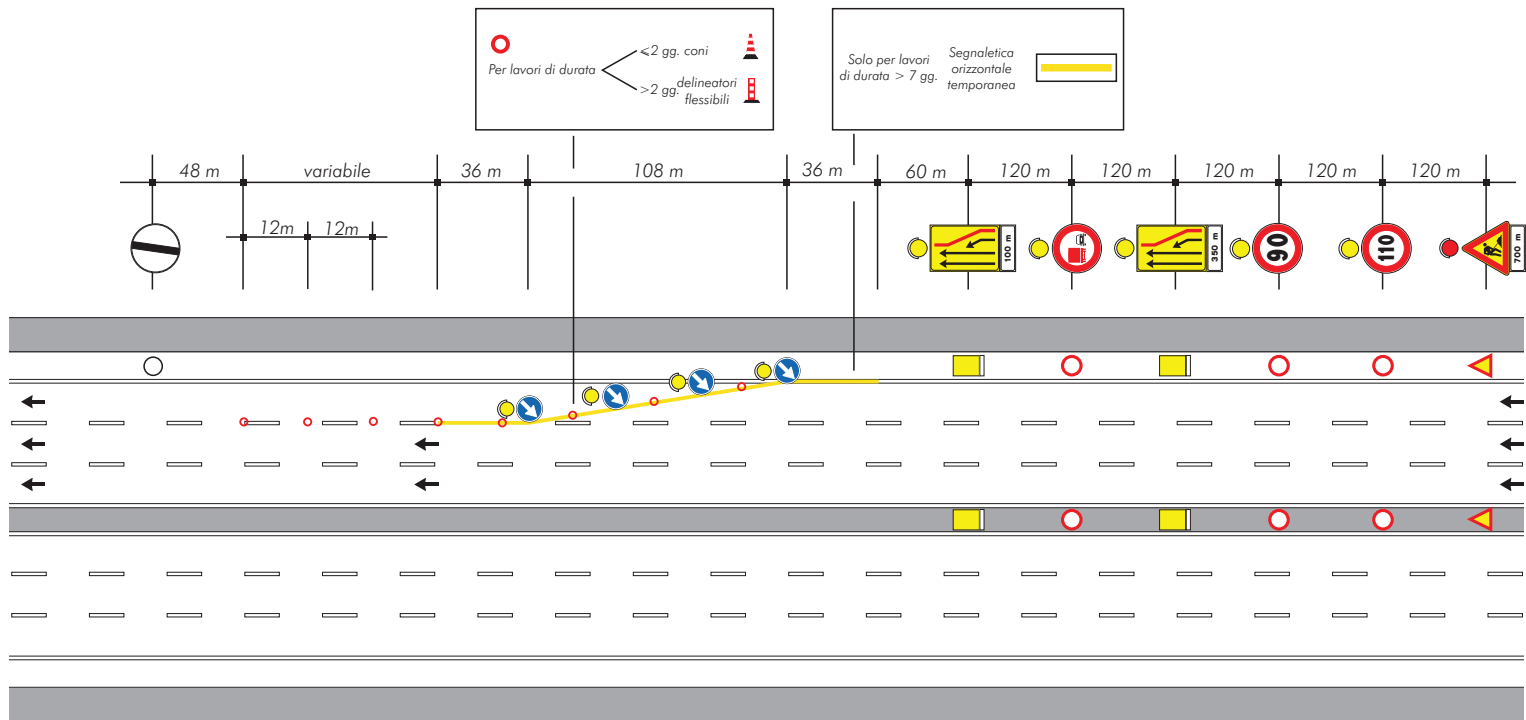 Per lavori di durata
⩽2 gg. coni
>2 gg. delineatori
flessibili
Solo per lavori
di durata > 7 gg.
Segnaletica
orizzontale
temporanea
48 m
variabile
36 m
108 m
36 m
60 m
120 m
120 m
120 m
120 m
120 m
12m
12m
100 m
350 m
90
110
700 m